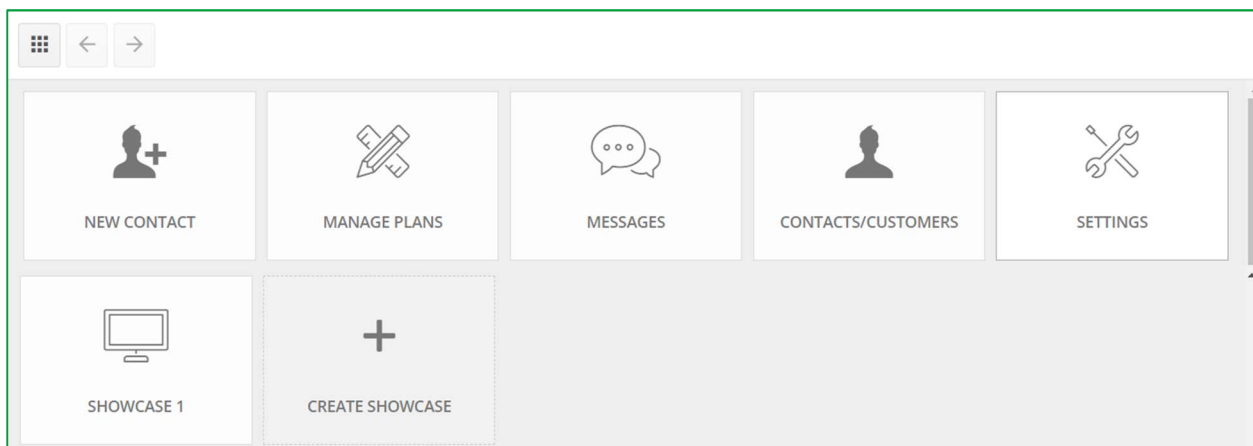 NEW CONTACT
MANAGE PLANS
MESSAGES
CONTACTS/CUSTOMERS
SETTINGS
SHOWCASE 1
CREATE SHOWCASE